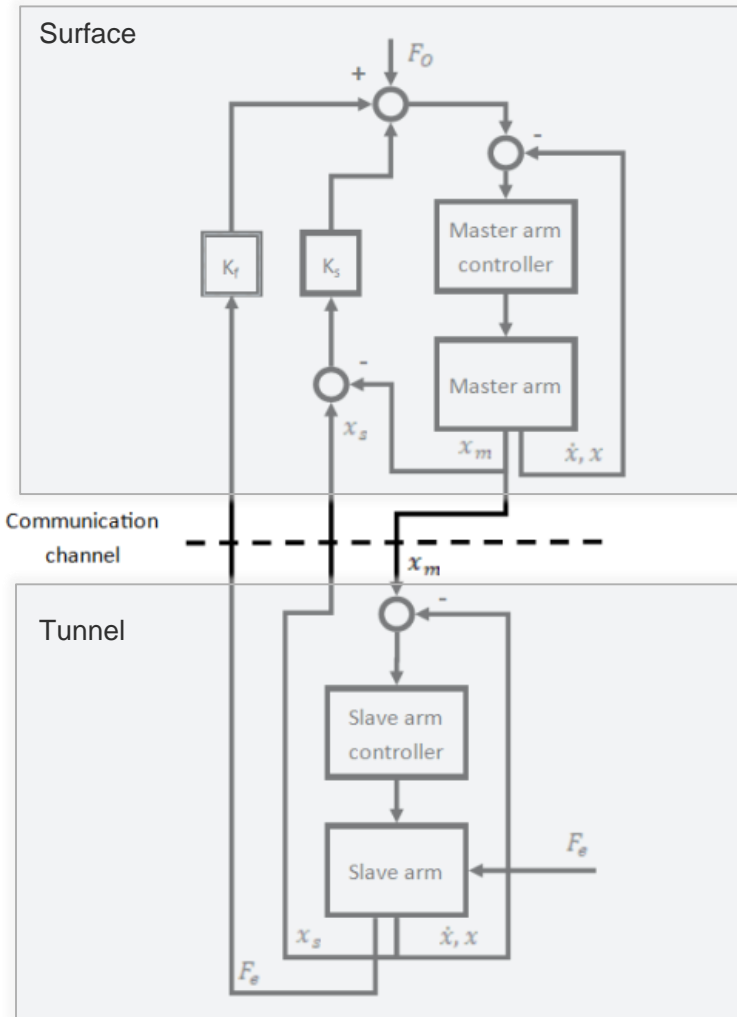 Surface
F_O
+
-
K_f
K_s
Master arm
controller
-
Master arm
x_s
x_m
ẋ, x
Communication
channel
x_m
-
Tunnel
Slave arm
controller
F_e
Slave arm
x_s
ẋ, x
F_e